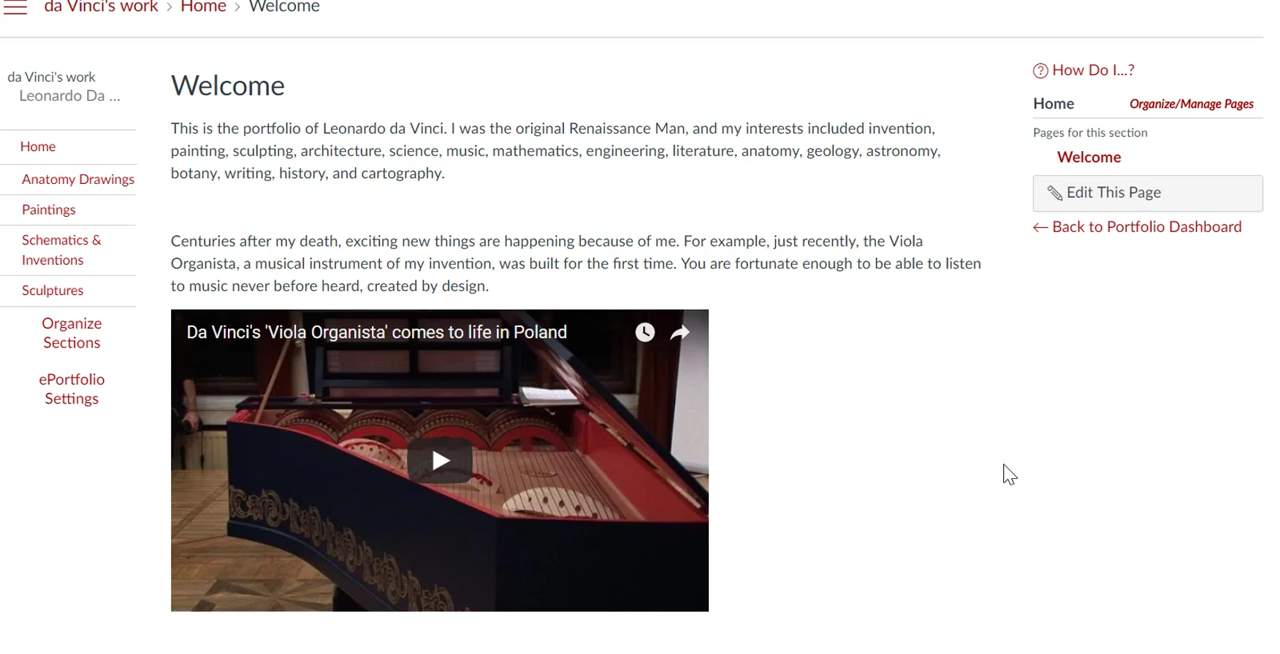 da Vinci's work > Home > Welcome
da Vinci's work
Leonardo Da ...
Home
Anatomy Drawings
Paintings
Schematics &
Inventions
Sculptures
Organize
Sections
ePortfolio
Settings
Welcome
This is the portfolio of Leonardo da Vinci. I was the original Renaissance Man, and my interests included invention,
painting, sculpting, architecture, science, music, mathematics, engineering, literature, anatomy, geology, astronomy,
botany, writing, history, and cartography.
Centuries after my death, exciting new things are happening because of me. For example, just recently, the Viola
Organista, a musical instrument of my invention, was built for the first time. You are fortunate enough to be able to listen
to music never before heard, created by design.
Da Vinci's 'Viola Organista' comes to life in Poland
How Do I...?
Home Organize/Manage Pages
Pages for this section
Welcome
Edit This Page
← Back to Portfolio Dashboard